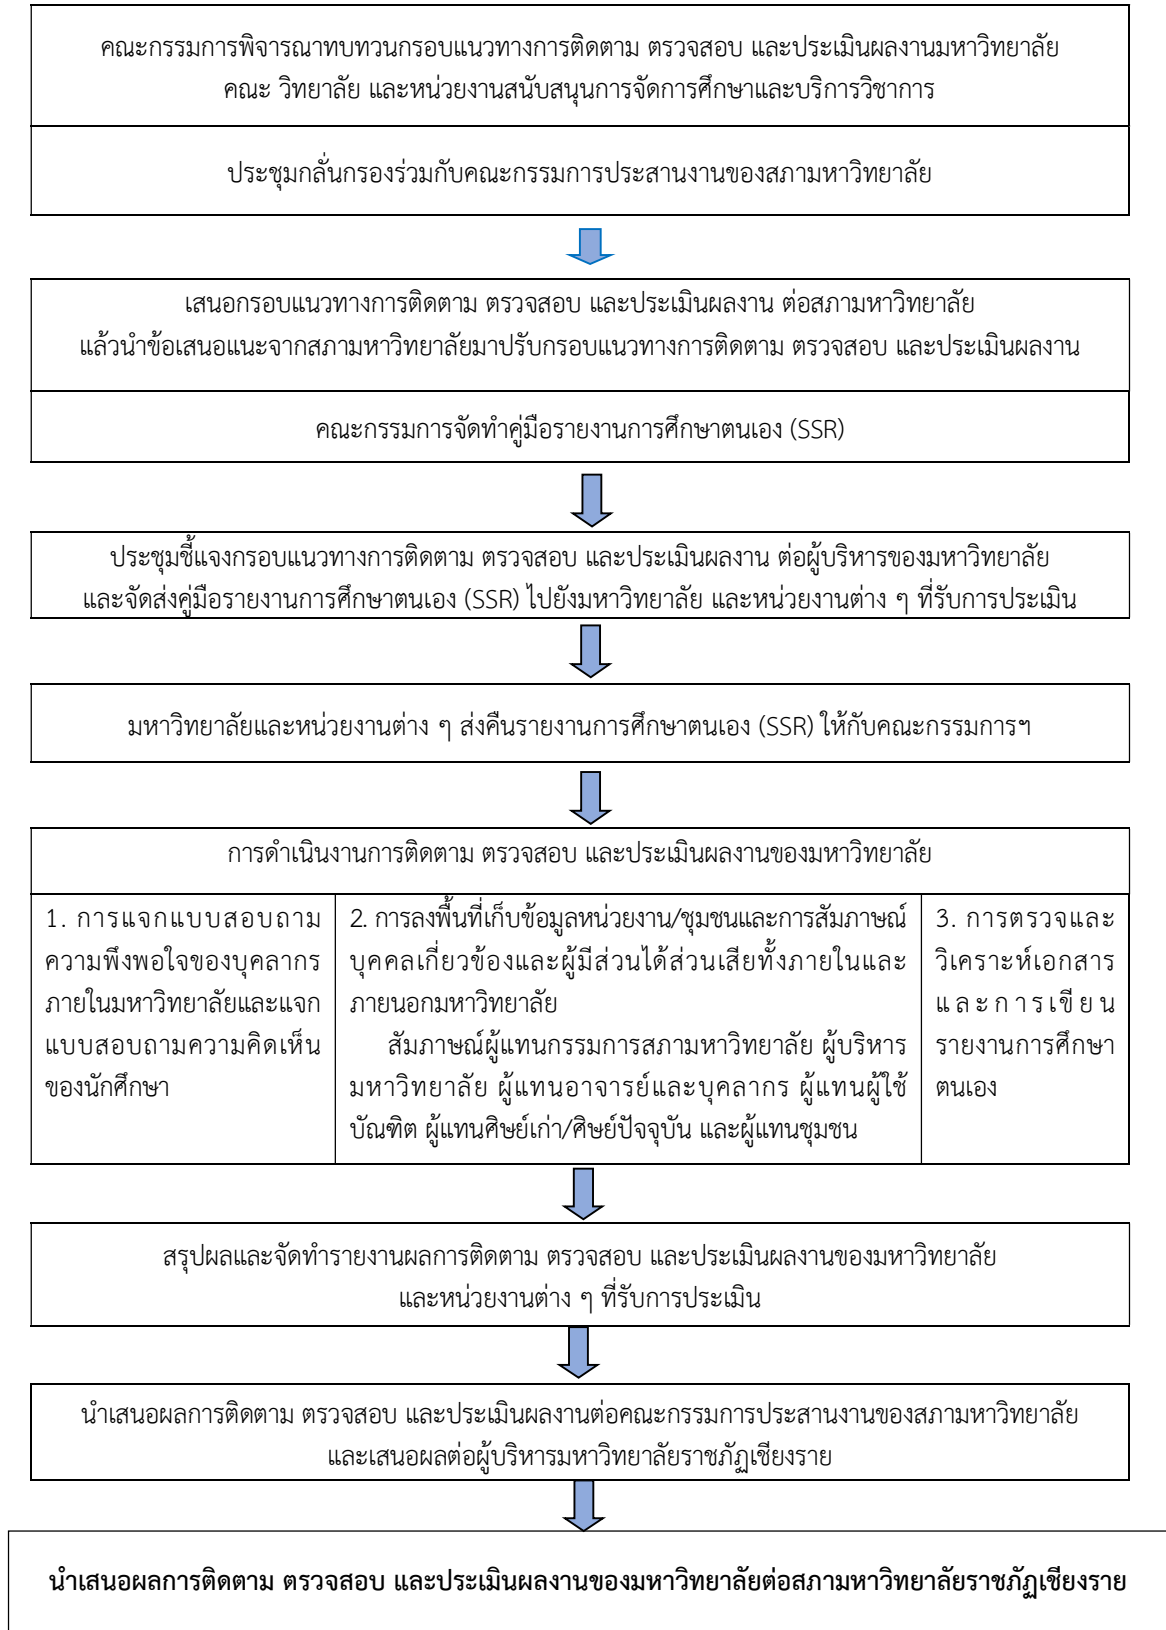 คณะกรรมการพิจารณาทบทวนกรอบแนวทางการติดตาม ตรวจสอบ และประเมินผลงานมหาวิทยาลัย
คณะ วิทยาลัย และหน่วยงานสนับสนุนการจัดการศึกษาและบริการวิชาการ
ประชุมกลั่นกรองร่วมกับคณะกรรมการประสานงานของสภามหาวิทยาลัย
เสนอกรอบแนวทางการติดตาม ตรวจสอบ และประเมินผลงาน ต่อสภามหาวิทยาลัย
แล้วนำข้อเสนอแนะจากสภามหาวิทยาลัยมาปรับกรอบแนวทางการติดตาม ตรวจสอบ และประเมินผลงาน
คณะกรรมการจัดทำคู่มือรายงานการศึกษาตนเอง (SSR)
ประชุมชี้แจงกรอบแนวทางการติดตาม ตรวจสอบ และประเมินผลงาน ต่อผู้บริหารของมหาวิทยาลัย
และจัดส่งคู่มือรายงานการศึกษาตนเอง (SSR) ไปยังมหาวิทยาลัย และหน่วยงานต่าง ๆ ที่รับการประเมิน
มหาวิทยาลัยและหน่วยงานต่าง ๆ ส่งคืนรายงานการศึกษาตนเอง (SSR) ให้กับคณะกรรมการฯ
การดำเนินงานการติดตาม ตรวจสอบ และประเมินผลงานของมหาวิทยาลัย
1. การแจกแบบสอบถาม
ความพึงพอใจของบุคลากร
ภายในมหาวิทยาลัยและแจก
แบบสอบถามความคิดเห็น
ของนักศึกษา
2. การลงพื้นที่เก็บข้อมูลหน่วยงาน/ชุมชนและการสัมภาษณ์
บุคคลเกี่ยวข้องและผู้มีส่วนได้ส่วนเสียทั้งภายในและ
ภายนอกมหาวิทยาลัย
สัมภาษณ์ผู้แทนกรรมการสภามหาวิทยาลัย ผู้บริหาร
มหาวิทยาลัย ผู้แทนอาจารย์และบุคลากร ผู้แทนผู้ใช้
บัณฑิต ผู้แทนศิษย์เก่า/ศิษย์ปัจจุบัน และผู้แทนชุมชน
3. การตรวจและ
วิเคราะห์เอกสาร
และการเขียน
รายงานการศึกษา
ตนเอง
สรุปผลและจัดทำรายงานผลการติดตาม ตรวจสอบ และประเมินผลงานของมหาวิทยาลัย
และหน่วยงานต่าง ๆ ที่รับการประเมิน
นำเสนอผลการติดตาม ตรวจสอบ และประเมินผลงานต่อคณะกรรมการประสานงานของสภามหาวิทยาลัย
และเสนอผลต่อผู้บริหารมหาวิทยาลัยราชภัฏเชียงราย
นำเสนอผลการติดตาม ตรวจสอบ และประเมินผลงานของมหาวิทยาลัยต่อสภามหาวิทยาลัยราชภัฏเชียงราย